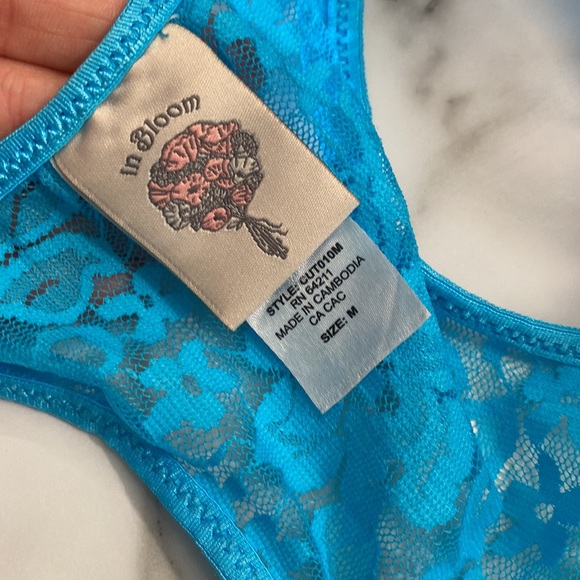 in Bloom
STYLE: CUT010M
RN 64211
MADE IN CAMBODIA
CA CAC
SIZE: M